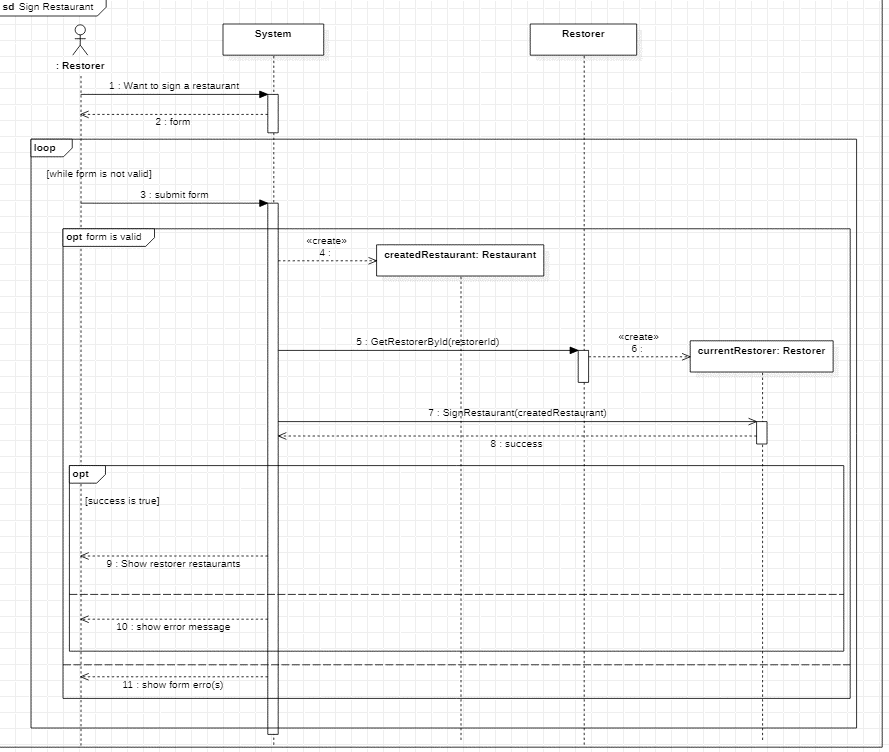 sd Sign Restaurant
System
Restorer
: Restorer
1 : Want to sign a restaurant
2 : form
loop
[while form is not valid]
3 : submit form
opt form is valid
«create»
4 :
createdRestaurant: Restaurant
5 : GetRestorerById(restorerId)
«create»
6 :
currentRestorer: Restorer
7 : SignRestaurant(createdRestaurant)
8 : success
opt
[success is true]
9 : Show restorer restaurants
10 : show error message
11 : show form erro(s)